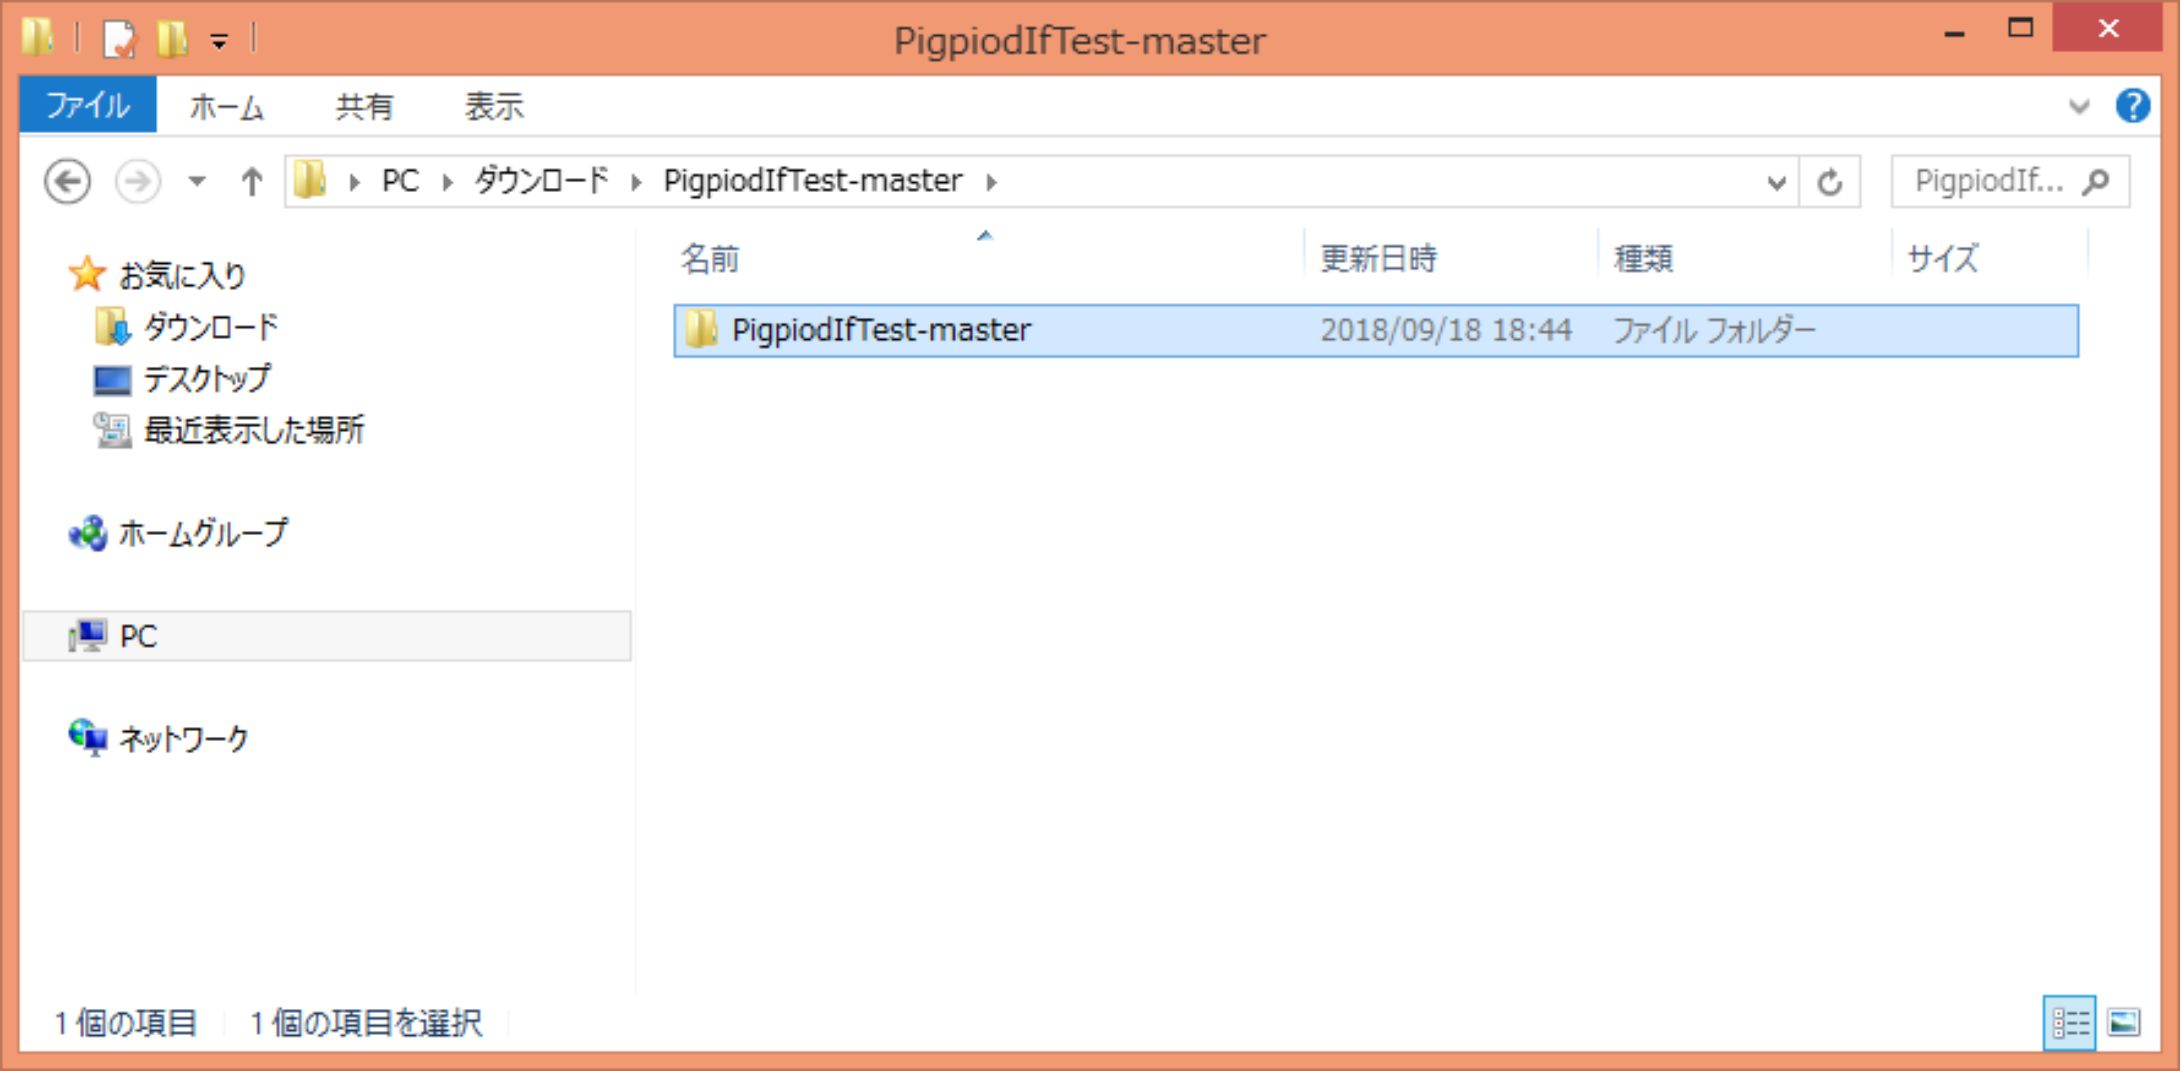 PigpiodIfTest-master
ファイル ホーム 共有 表示
PC ダウンロード PigpiodIfTest-master PigpiodIf...
名前 更新日時 種類 サイズ
PigpiodIfTest-master 2018/09/18 18:44 ファイル フォルダー
お気に入り
ダウンロード
デスクトップ
最近表示した場所
ホームグループ
PC
ネットワーク
1 個の項目 1 個の項目を選択